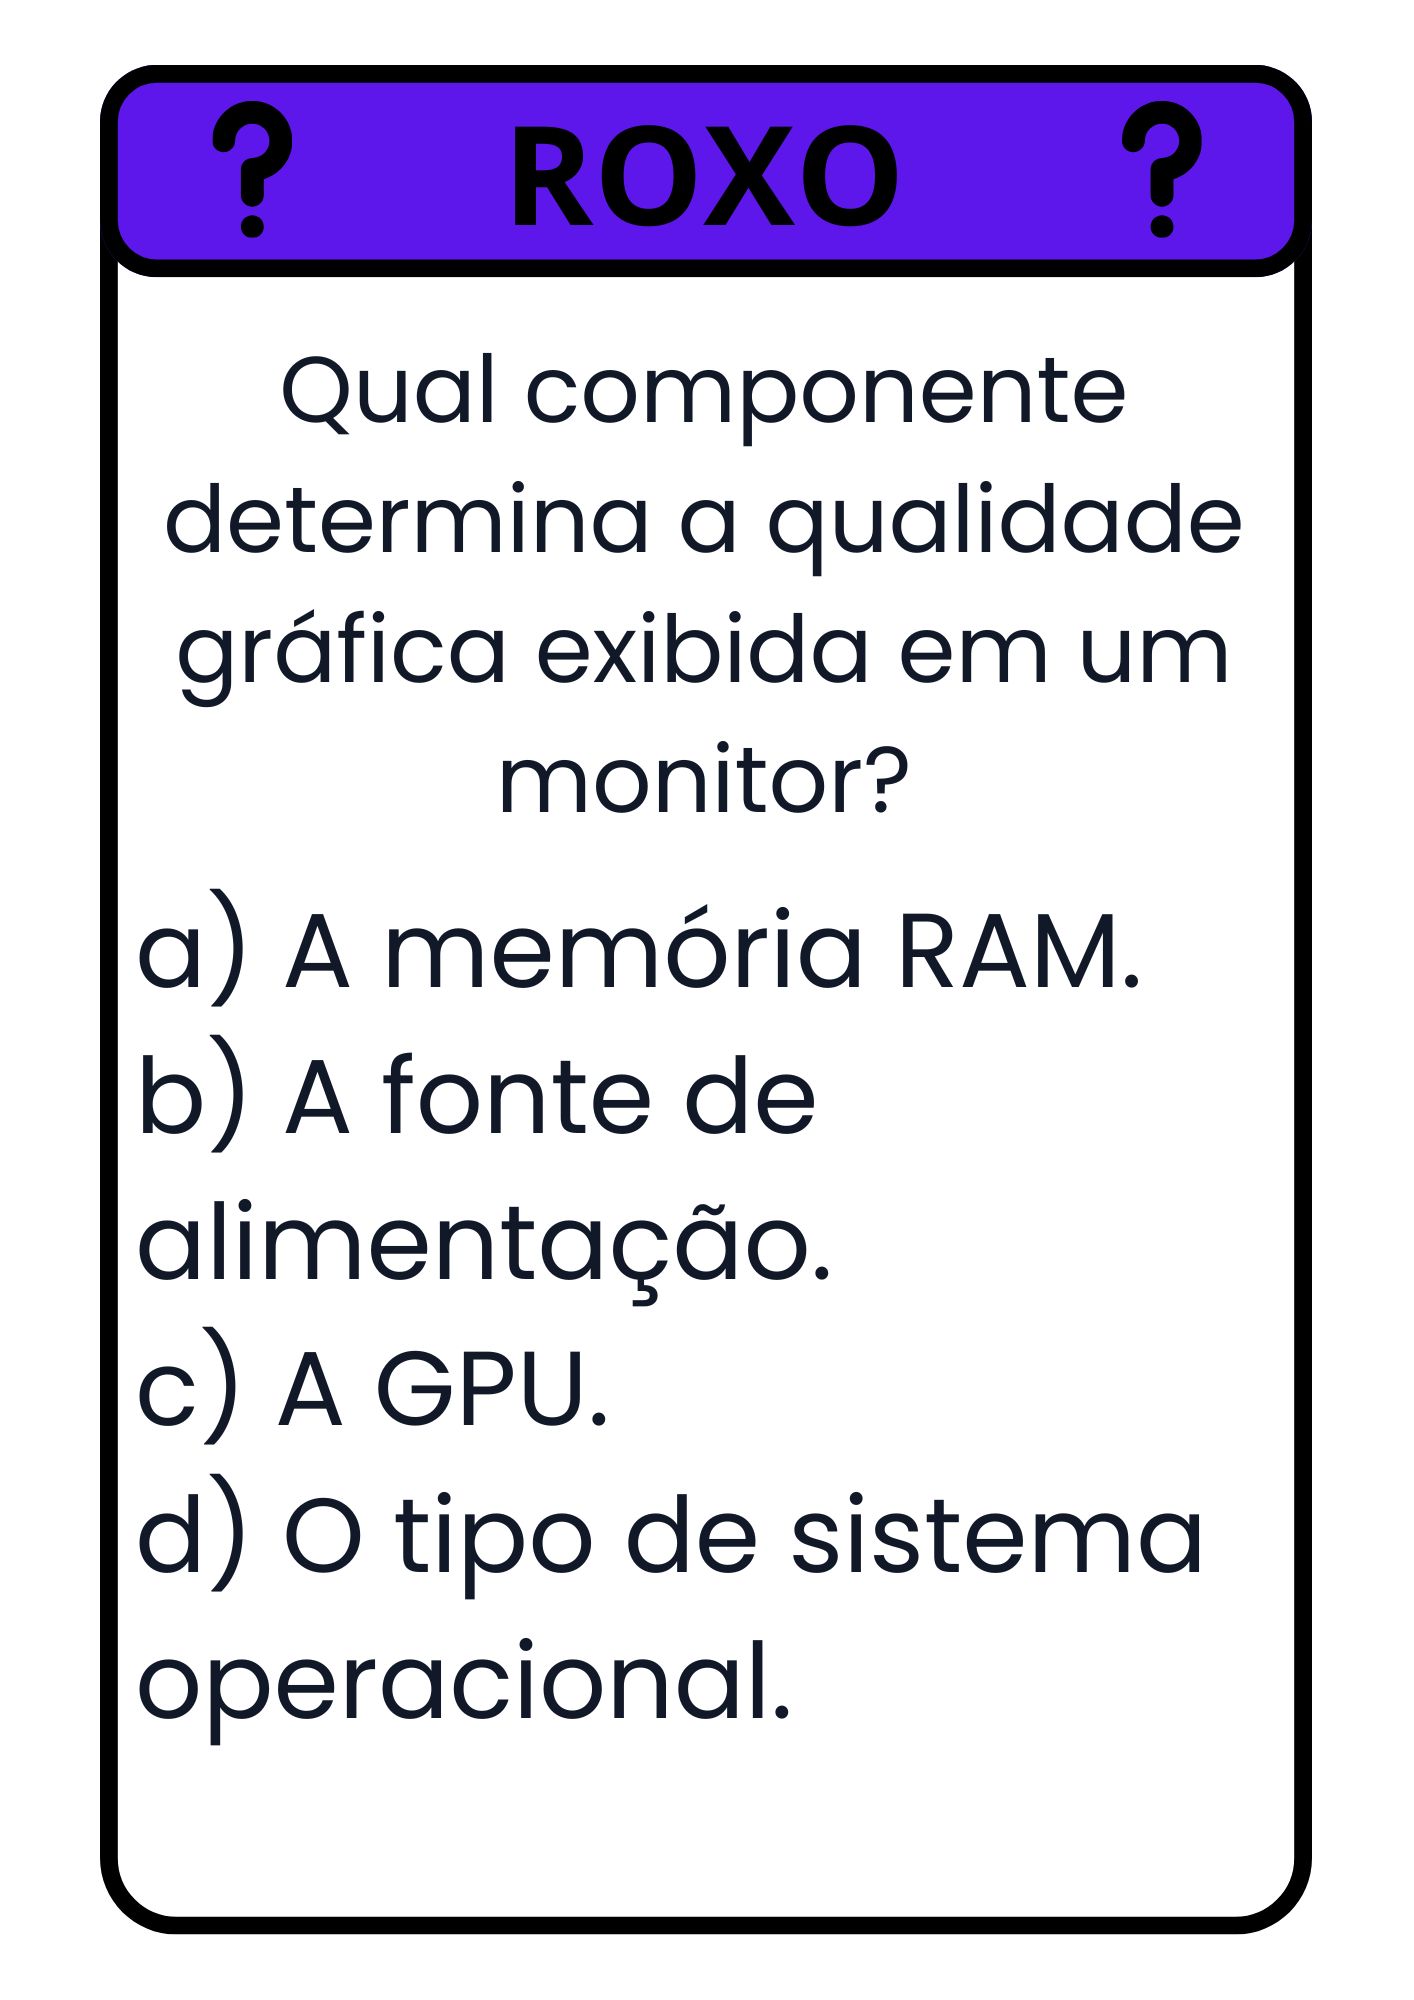 ? ROXO ?
Qual componente
determina a qualidade
gráfica exibida em um
monitor?
a) A memória RAM.
b) A fonte de
alimentação.
c) A GPU.
d) O tipo de sistema
operacional.